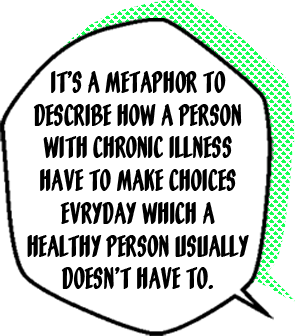 IT'S A METAPHOR TO
DESCRIBE HOW A PERSON
WITH CHRONIC ILLNESS
HAVE TO MAKE CHOICES
EVRYDAY WHICH A
HEALTHY PERSON USUALLY
DOESN'T HAVE TO.